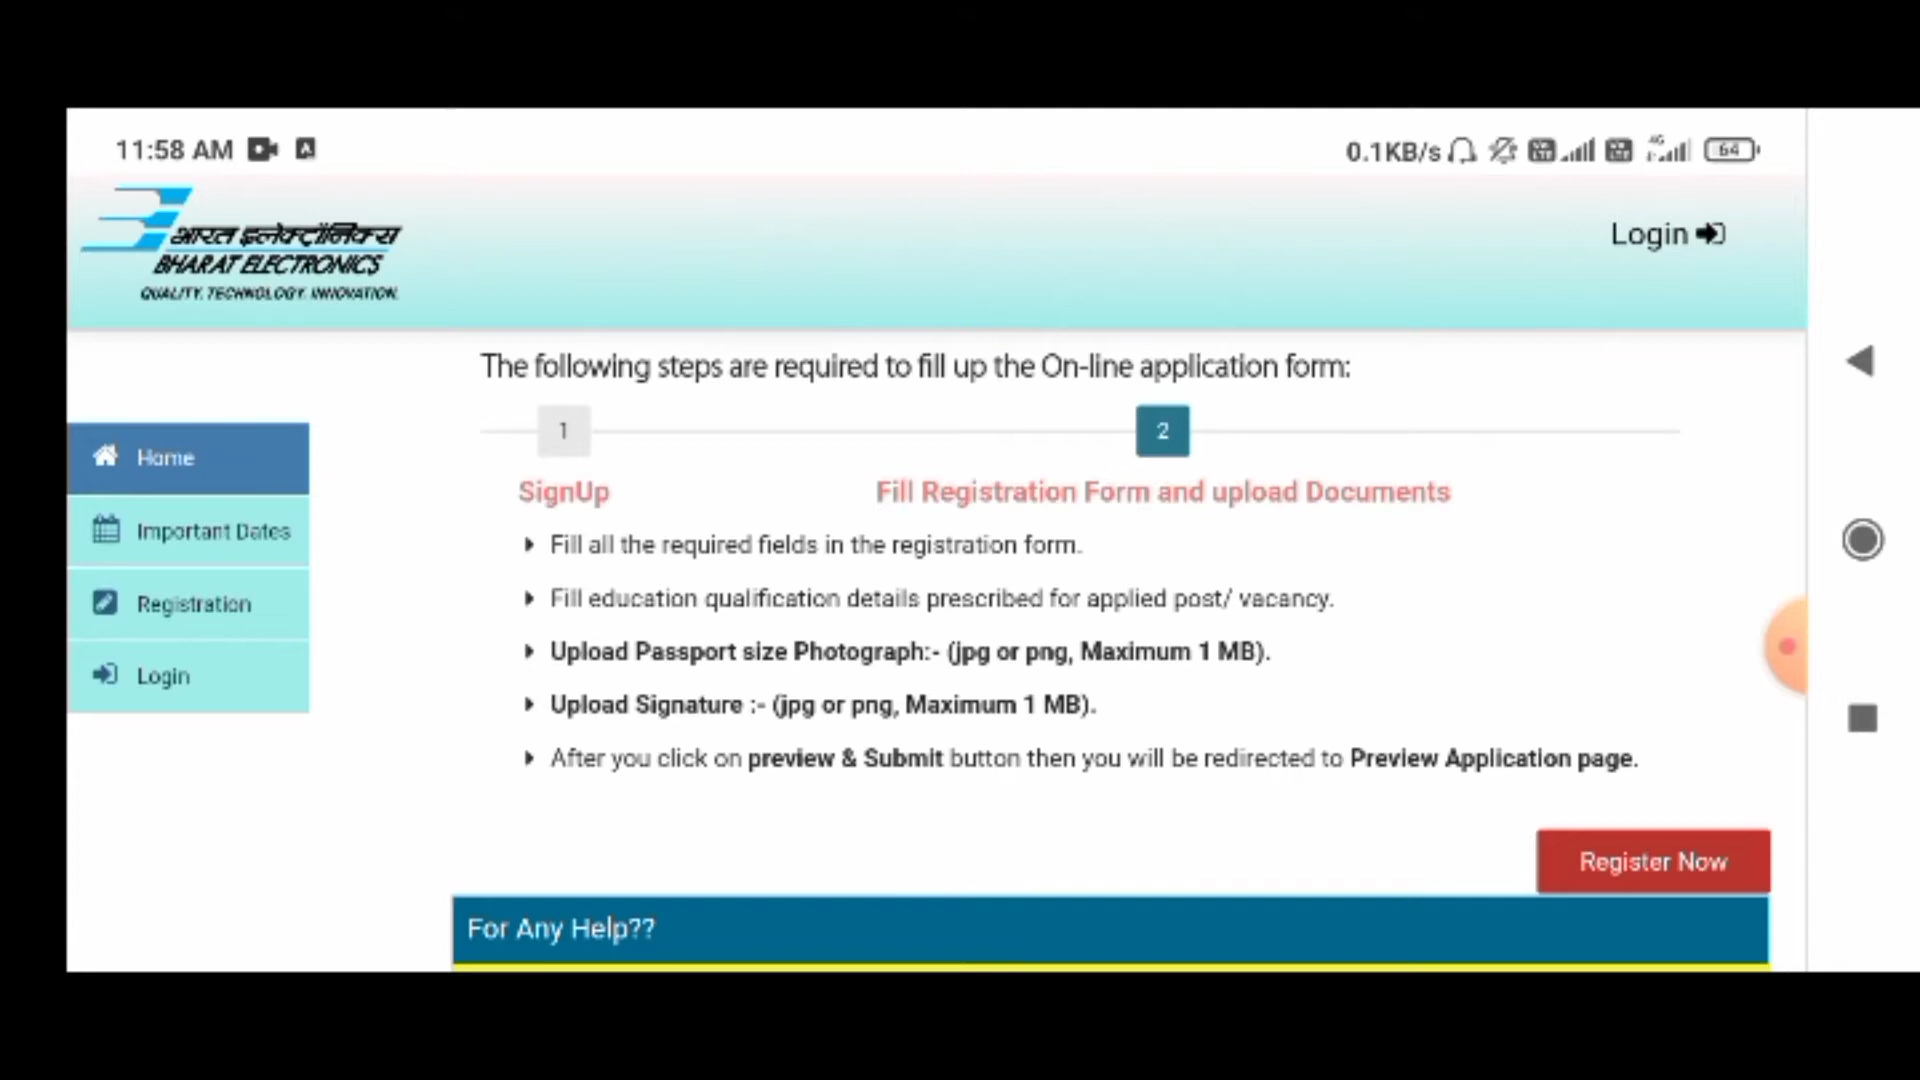 11:58 AM
0.1KB/s
4G
64
भारत इलेक्ट्रॉनिक्स
BHARAT ELECTRONICS
QUALITY. TECHNOLOGY. INNOVATION.
Login
The following steps are required to fill up the On-line application form:
1
2
SignUp
Fill Registration Form and upload Documents
Home
Important Dates
Registration
Login
Fill all the required fields in the registration form.
Fill education qualification details prescribed for applied post/ vacancy.
Upload Passport size Photograph:- (jpg or png, Maximum 1 MB).
Upload Signature :- (jpg or png, Maximum 1 MB).
After you click on preview & Submit button then you will be redirected to Preview Application page.
Register Now
For Any Help??